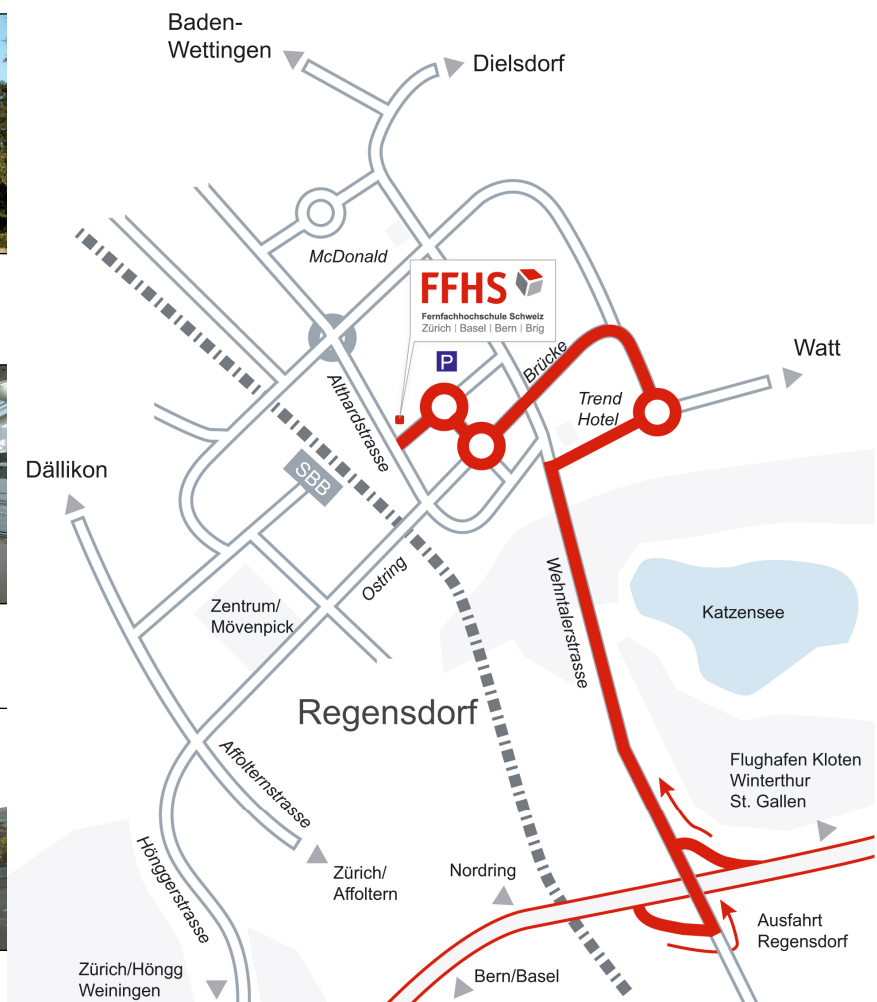 Baden-
Wettingen
Dielsdorf
McDonald
FFHS
Fernfachhochschule Schweiz
Zürich | Basel | Bern | Brig
P
Brücke
Watt
Trend
Hotel
Althardstrasse
Dällikon
SBB
Ostring
Wehntalerstrasse
Zentrum/
Mövenpick
Katzensee
Regensdorf
Affolternstrasse
Flughafen Kloten
Winterthur
St. Gallen
Hönggerstrasse
Zürich/
Affoltern
Nordring
Ausfahrt
Regensdorf
Zürich/Höngg
Weiningen
Bern/Basel